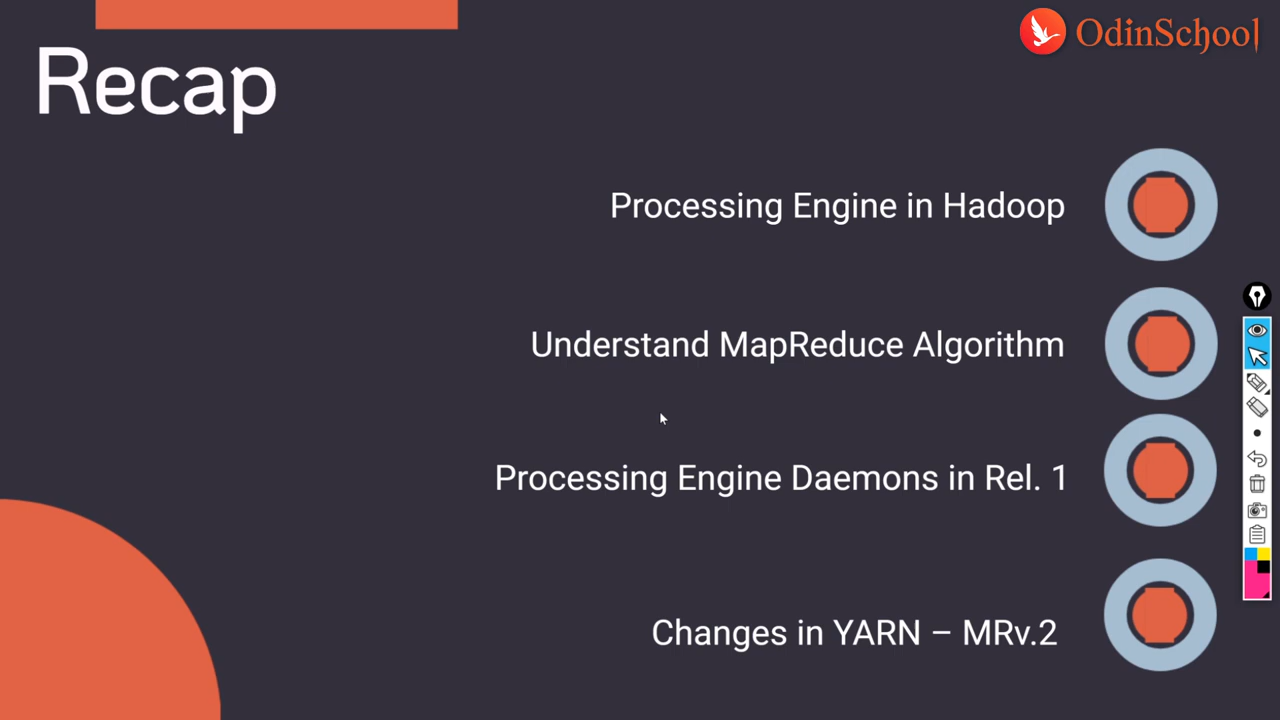 Recap
OdinSchool
Processing Engine in Hadoop
Understand MapReduce Algorithm
Processing Engine Daemons in Rel. 1
Changes in YARN – MRv.2